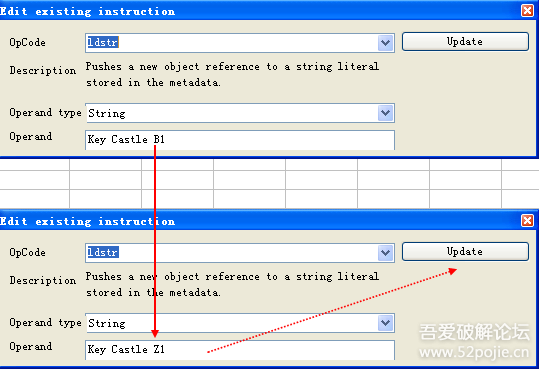 Edit existing instruction
OpCode ldstr Update
Description Pushes a new object reference to a string literal
stored in the metadata.
Operand type String
Operand Key Castle B1
Edit existing instruction
OpCode ldstr Update
Description Pushes a new object reference to a string literal
stored in the metadata.
Operand type String
Operand Key Castle Z1
吾爱破解论坛
www.52pojie.cn